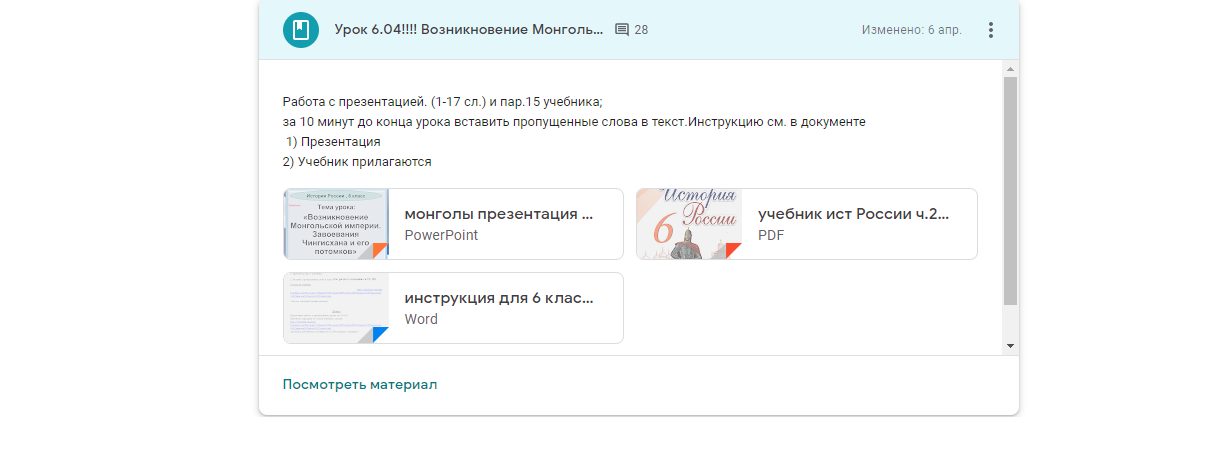 Урок 6.04!!!! Возникновение Монголь...
28
Изменено: 6 апр.
Работа с презентацией. (1-17 сл.) и пар.15 учебника;
за 10 минут до конца урока вставить пропущенные слова в текст.Инструкцию см. в документе
1) Презентация
2) Учебник прилагаются
История России . 6 класс
Тема урока:
«Возникновение
Монгольской империи.
Завоевания
Чингисхана и его
потомков»
монголы презентация ...
PowerPoint
История
России
6
учебник ист России ч.2...
PDF
инструкция для 6 клас...
Word
Посмотреть материал